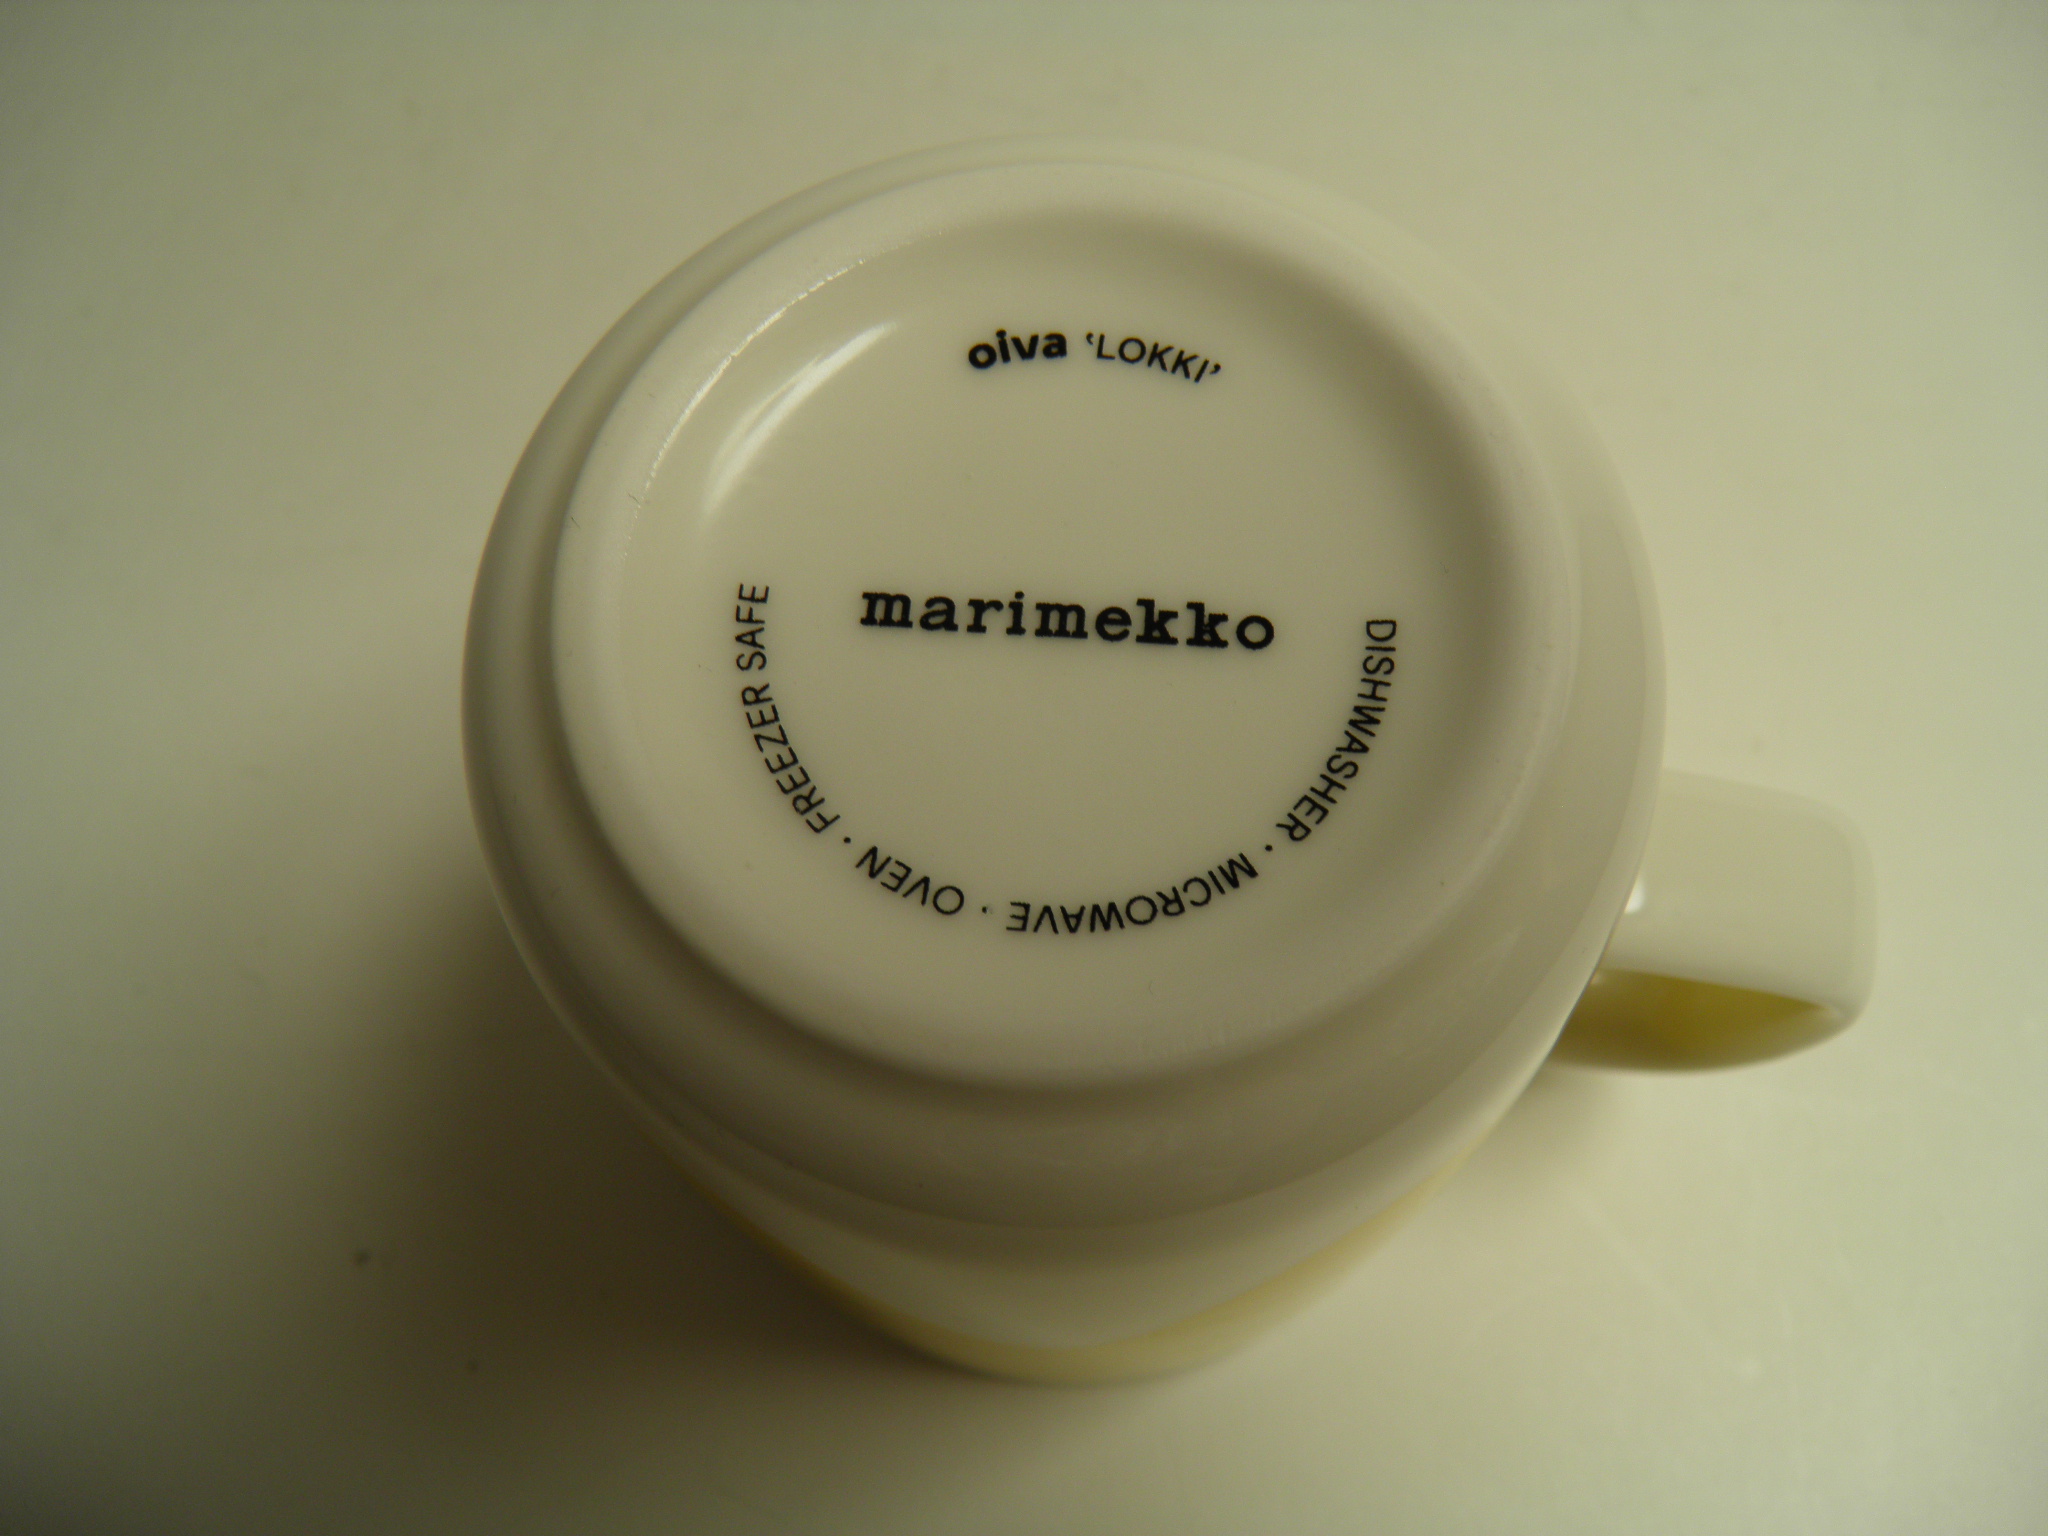 oiva ‘LOKKI’
marimekko
DISHWASHER · MICROWAVE · OVEN · FREEZER SAFE